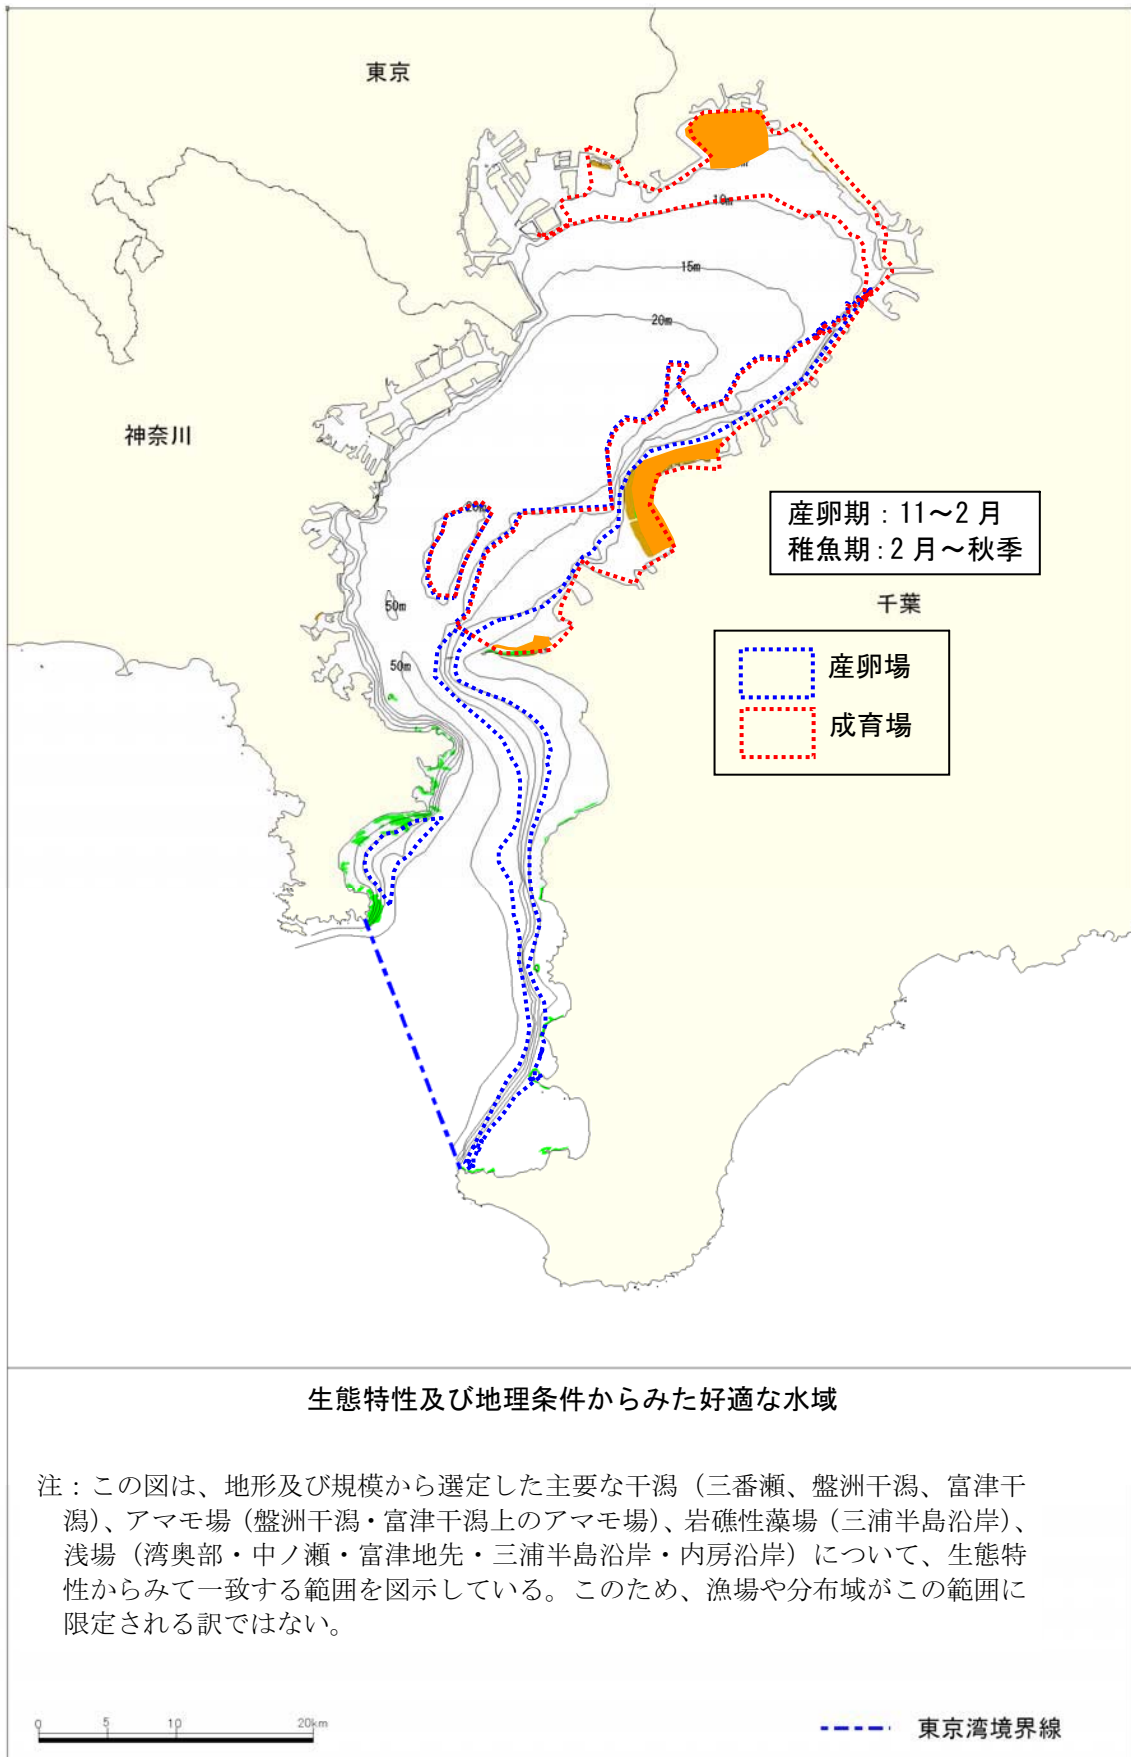 東京
10m
15m
20m
神奈川
産卵期：11～2 月
稚魚期：2 月～秋季
20m
千葉
50m
50m
産卵場
成育場
生態特性及び地理条件からみた好適な水域
注：この図は、地形及び規模から選定した主要な干潟（三番瀬、盤洲干潟、富津干
潟）、アマモ場（盤洲干潟・富津干潟上のアマモ場）、岩礁性藻場（三浦半島沿岸）、
浅場（湾奥部・中ノ瀬・富津地先・三浦半島沿岸・内房沿岸）について、生態特
性からみて一致する範囲を図示している。このため、漁場や分布域がこの範囲に
限定される訳ではない。
0 5 10 20km
東京湾境界線